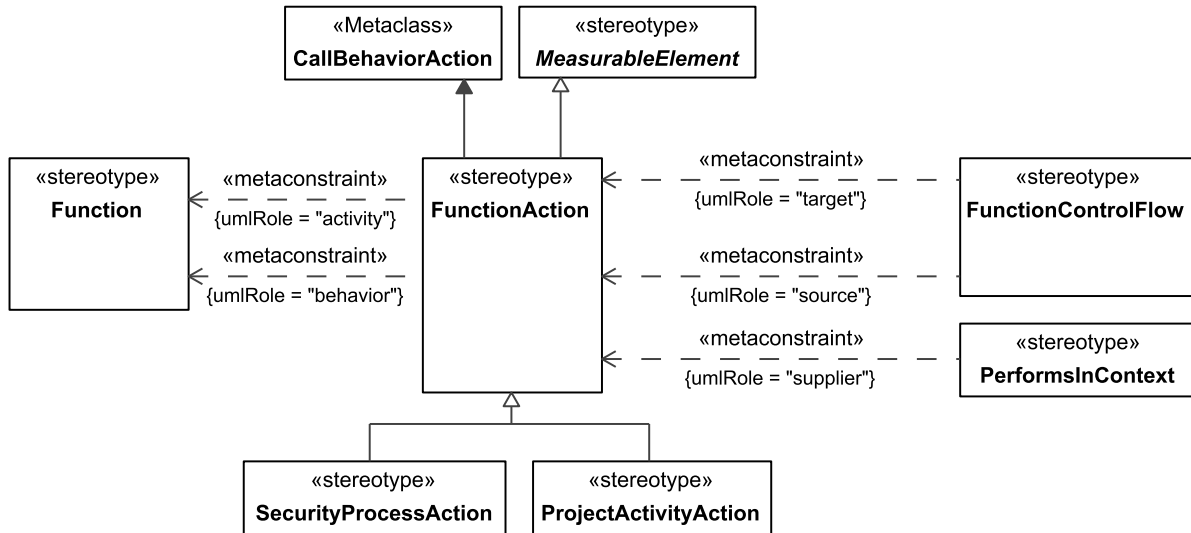 «Metaclass»
CallBehaviorAction
«stereotype»
MeasurableElement
«stereotype»
Function
«metaconstraint»
{umlRole = "activity"}
«metaconstraint»
{umlRole = "behavior"}
«stereotype»
FunctionAction
«metaconstraint»
{umlRole = "target"}
«metaconstraint»
{umlRole = "source"}
«metaconstraint»
{umlRole = "supplier"}
«stereotype»
FunctionControlFlow
«stereotype»
PerformsInContext
«stereotype»
SecurityProcessAction
«stereotype»
ProjectActivityAction